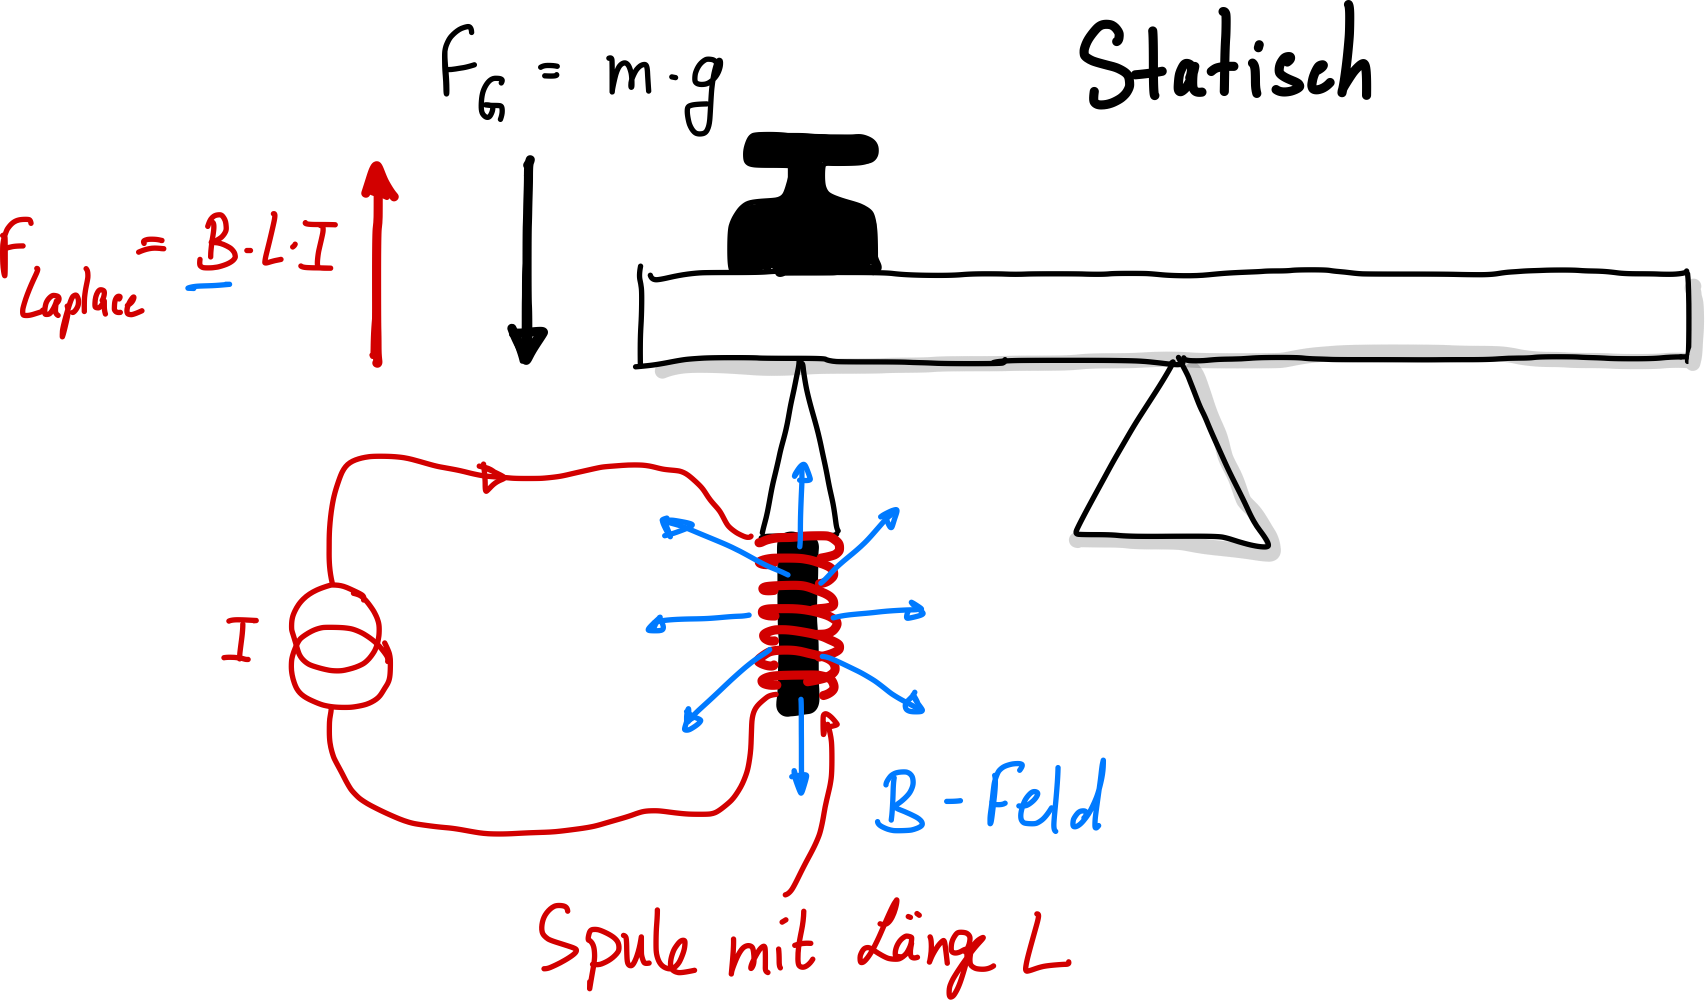 F_G = m · g
Statisch
F_Laplace = B · L · I
I
B - Feld
Spule mit Länge L